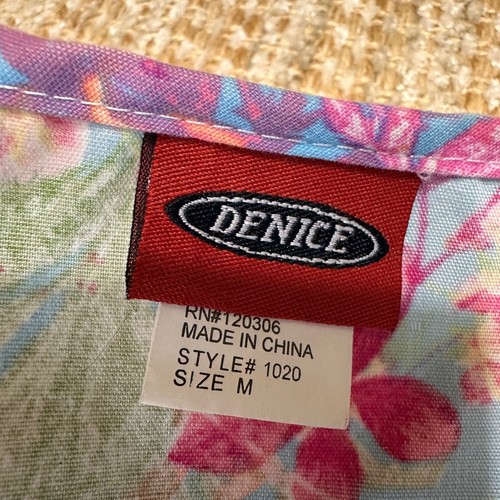 DENICE
RN#120306
MADE IN CHINA
STYLE# 1020
SIZE M